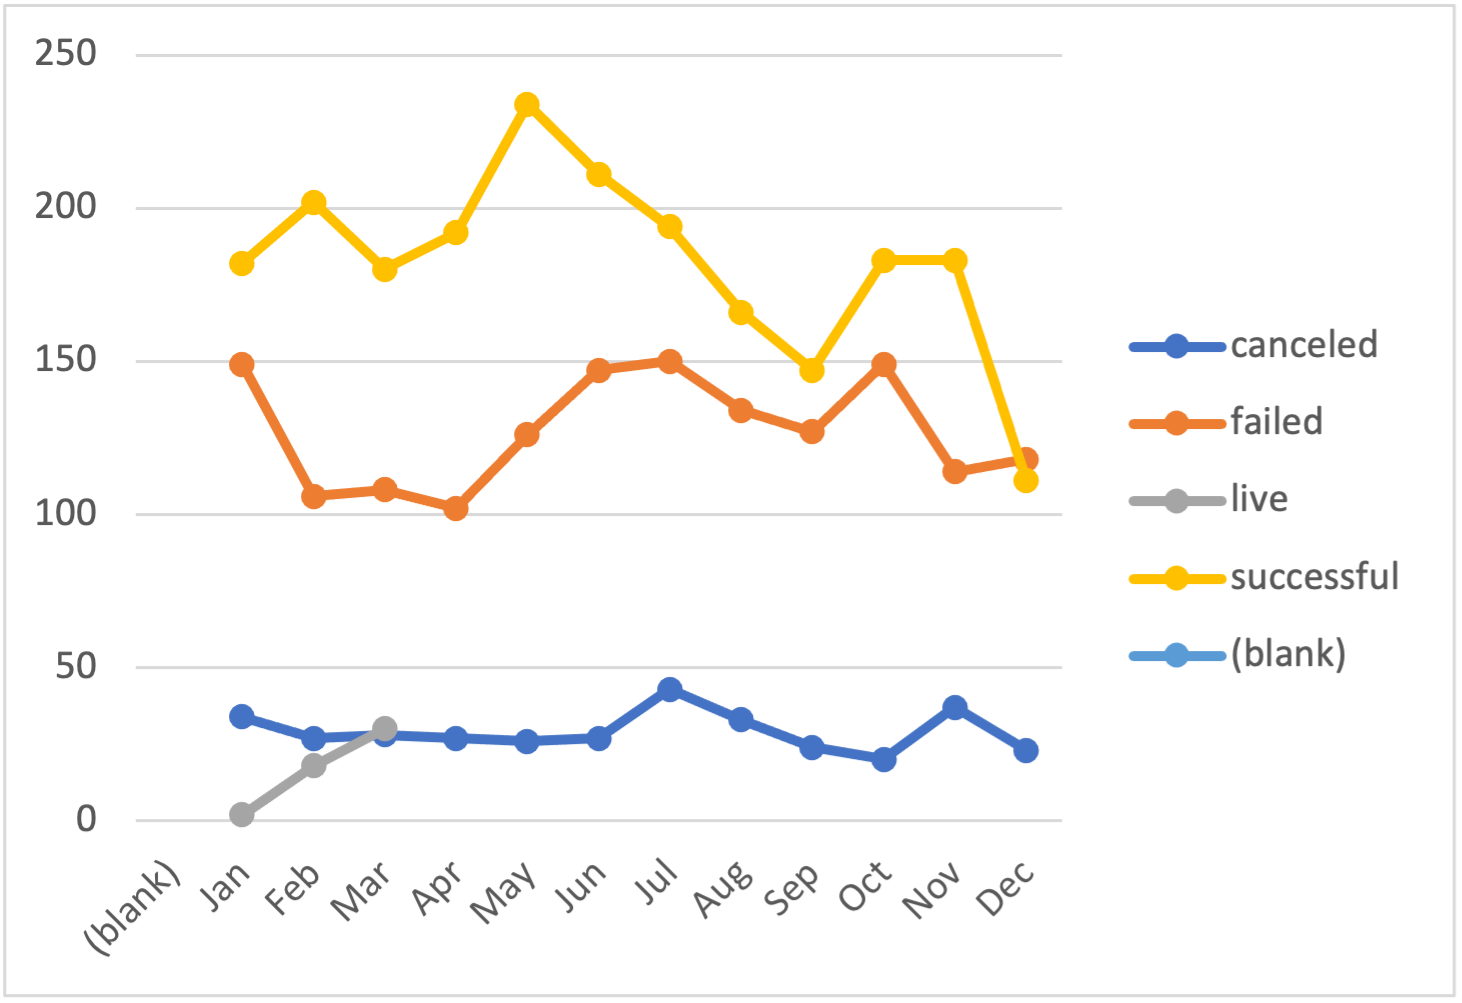 250
200
150
100
50
0
(blank)
Jan
Feb
Mar
Apr
May
Jun
Jul
Aug
Sep
Oct
Nov
Dec
canceled
failed
live
successful
(blank)